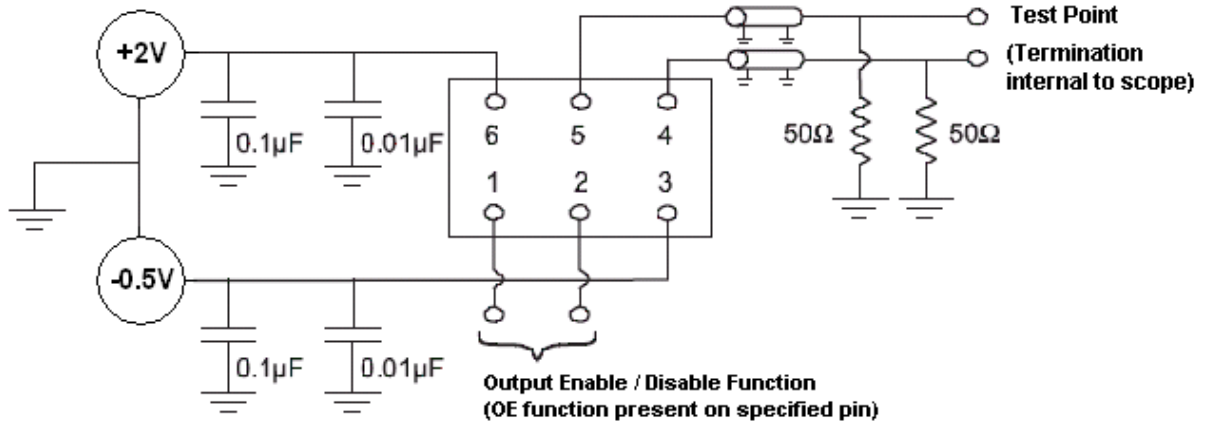 +2V
0.1µF
0.01µF
6
5
4
1
2
3
Test Point
(Termination
internal to scope)
50Ω
50Ω
-0.5V
0.1µF
0.01µF
Output Enable / Disable Function
(OE function present on specified pin)